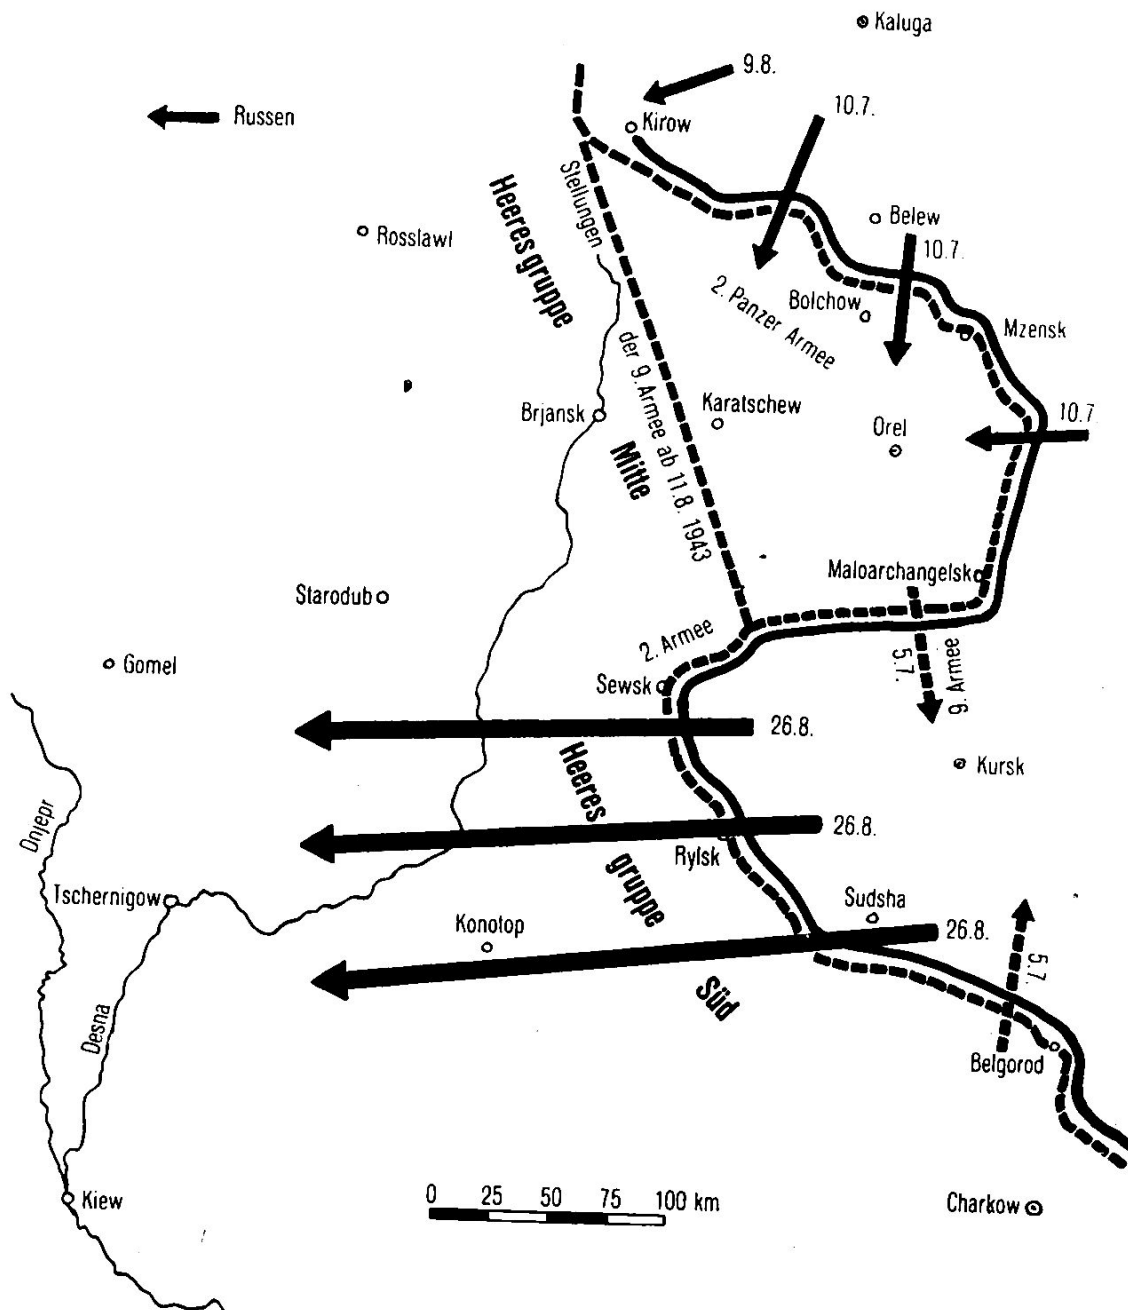 Kaluga
9.8.
Russen
Kirow
10.7.
Heeresgruppe
Stellungen
Belew
Rosslawl
10.7.
2. Panzer Armee
Bolchow
Mzensk
der 9. Armee ab 11.8. 1943
Brjansk
Karatschew
Orel
10.7
Mitte
Maloarchangelsk
Starodub
2. Armee
5.7.
9. Armee
Gomel
Sewsk
26.8.
Kursk
Heeres
Dnjepr
26.8.
Rylsk
gruppe
Tschernigow
Sudsha
Konotop
26.8.
5.7.
Süd
Desna
Belgorod
Kiew
0 25 50 75 100 km
Charkow